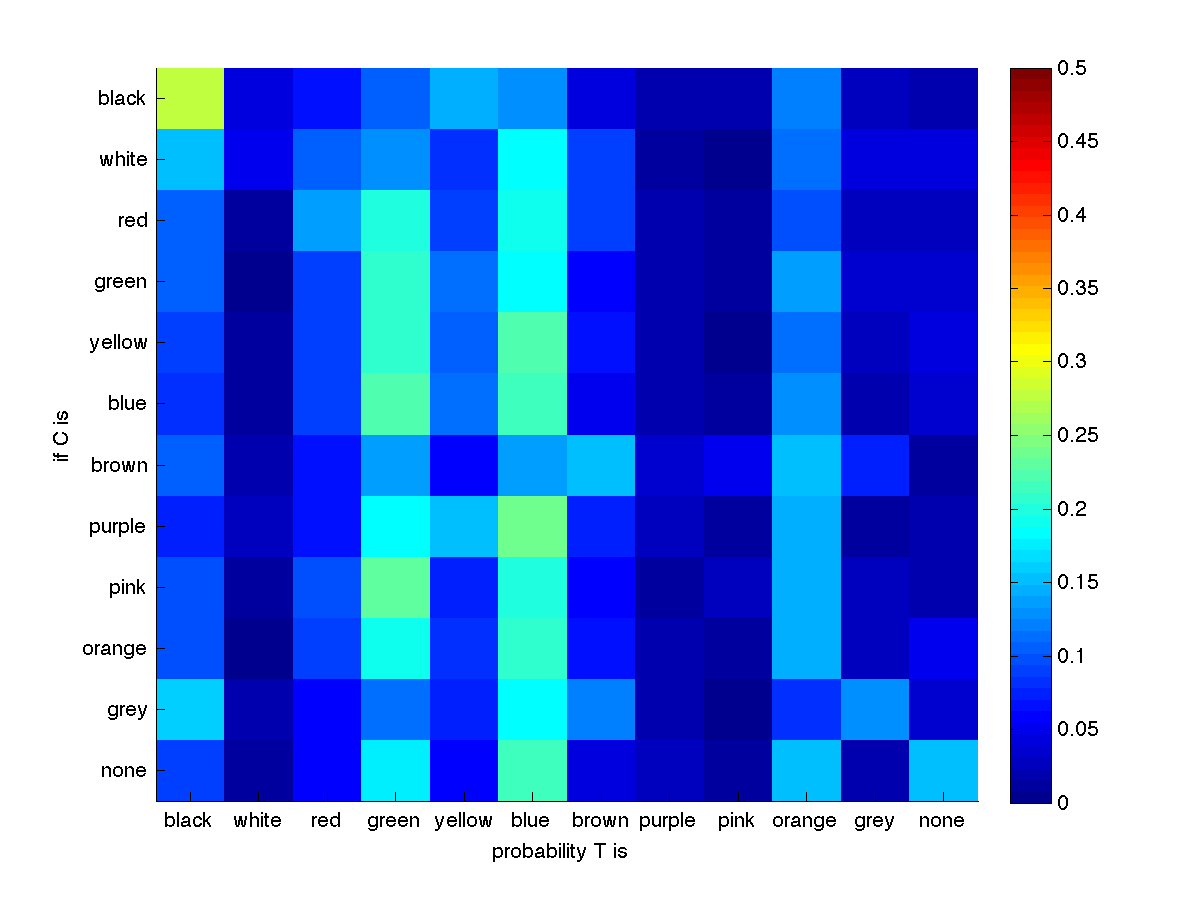 black
white
red
green
yellow
blue
brown
purple
pink
orange
grey
none
if C is
black white red green yellow blue brown purple pink orange grey none
probability T is
0.5
0.45
0.4
0.35
0.3
0.25
0.2
0.15
0.1
0.05
0